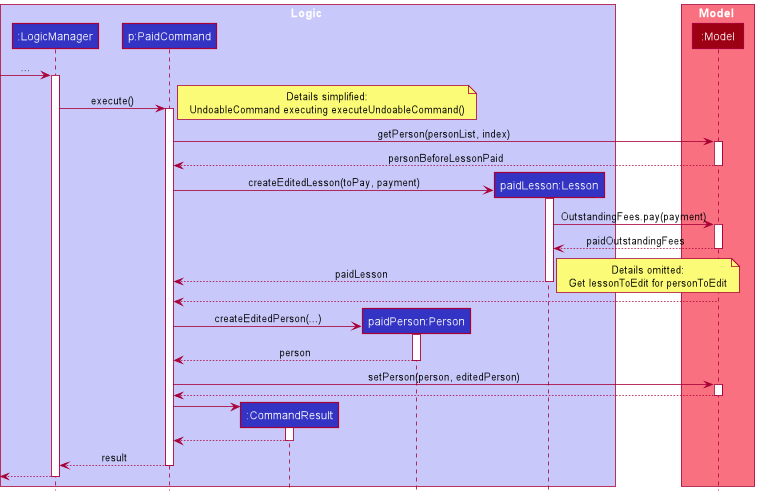 Logic
Model
:LogicManager
p:PaidCommand
:Model
...
execute()
Details simplified:
UndoableCommand executing executeUndoableCommand()
getPerson(personList, index)
personBeforeLessonPaid
createEditedLesson(toPay, payment)
paidLesson:Lesson
OutstandingFees.pay(payment)
paidOutstandingFees
Details omitted:
Get lessonToEdit for personToEdit
paidLesson
createEditedPerson(...)
paidPerson:Person
person
setPerson(person, editedPerson)
:CommandResult
result